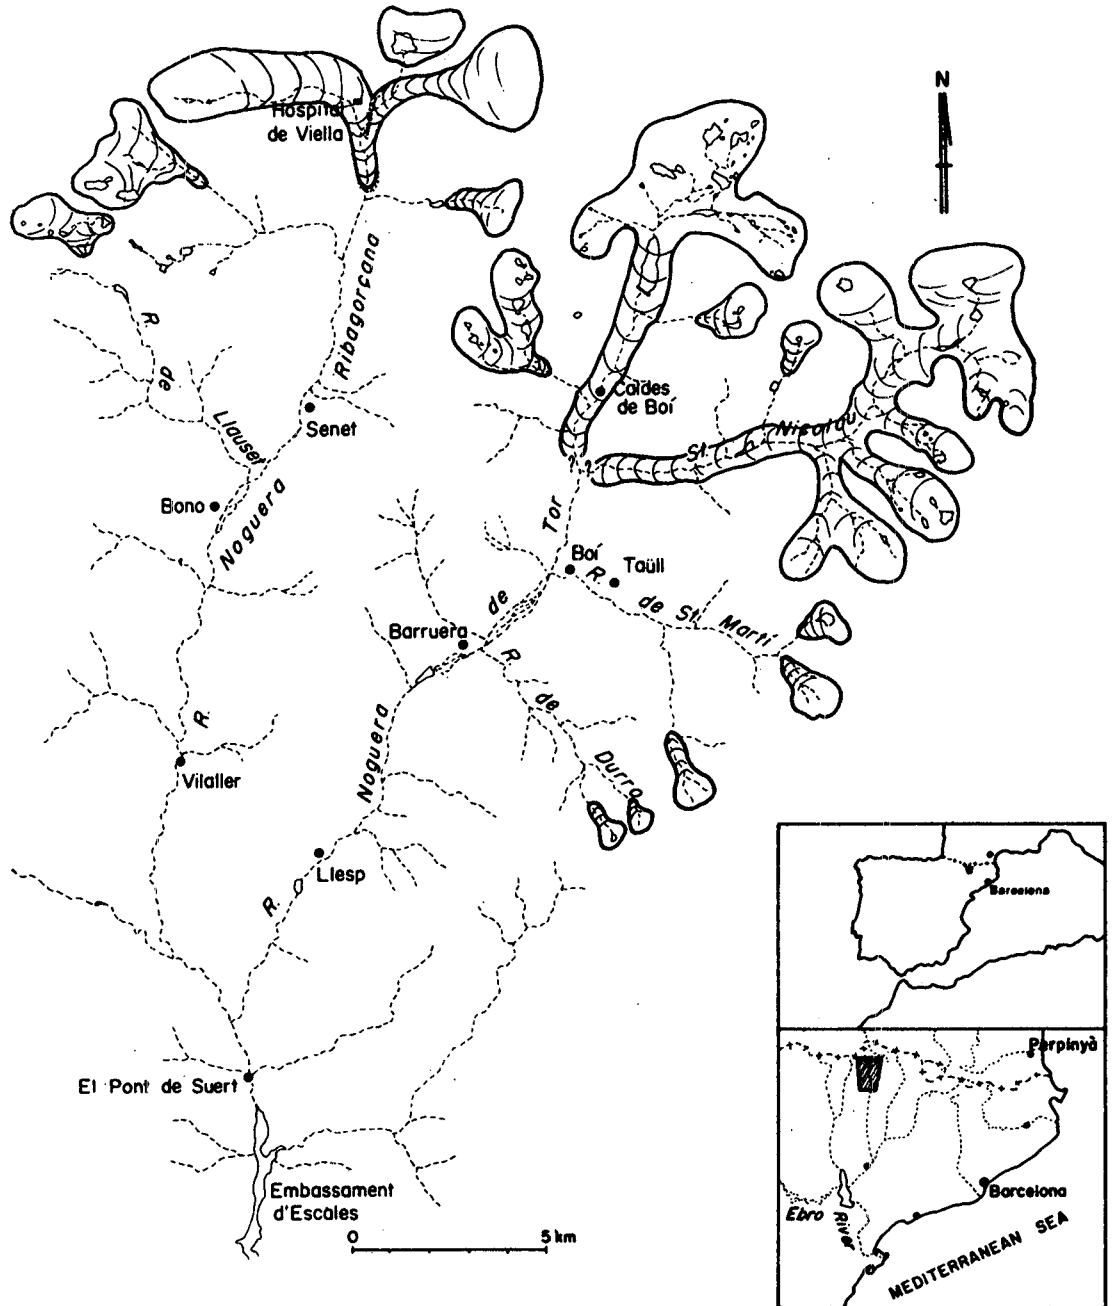 N
Hospital
de Viella
Ribagorçana
R.
de
Llauset
Senet
Caldes
de Boí
St.
Nicolau
Bono
Noguera
Tor
Boí
Taüll
R.
de St. Martí
de
Barruera
R.
de
Durro
R.
Vilaller
Noguera
Llesp
R.
El Pont de Suert
Embassament
d'Escales
0
5 km
Barcelona
Perpinyà
Barcelona
Ebro
River
MEDITERRANEAN SEA